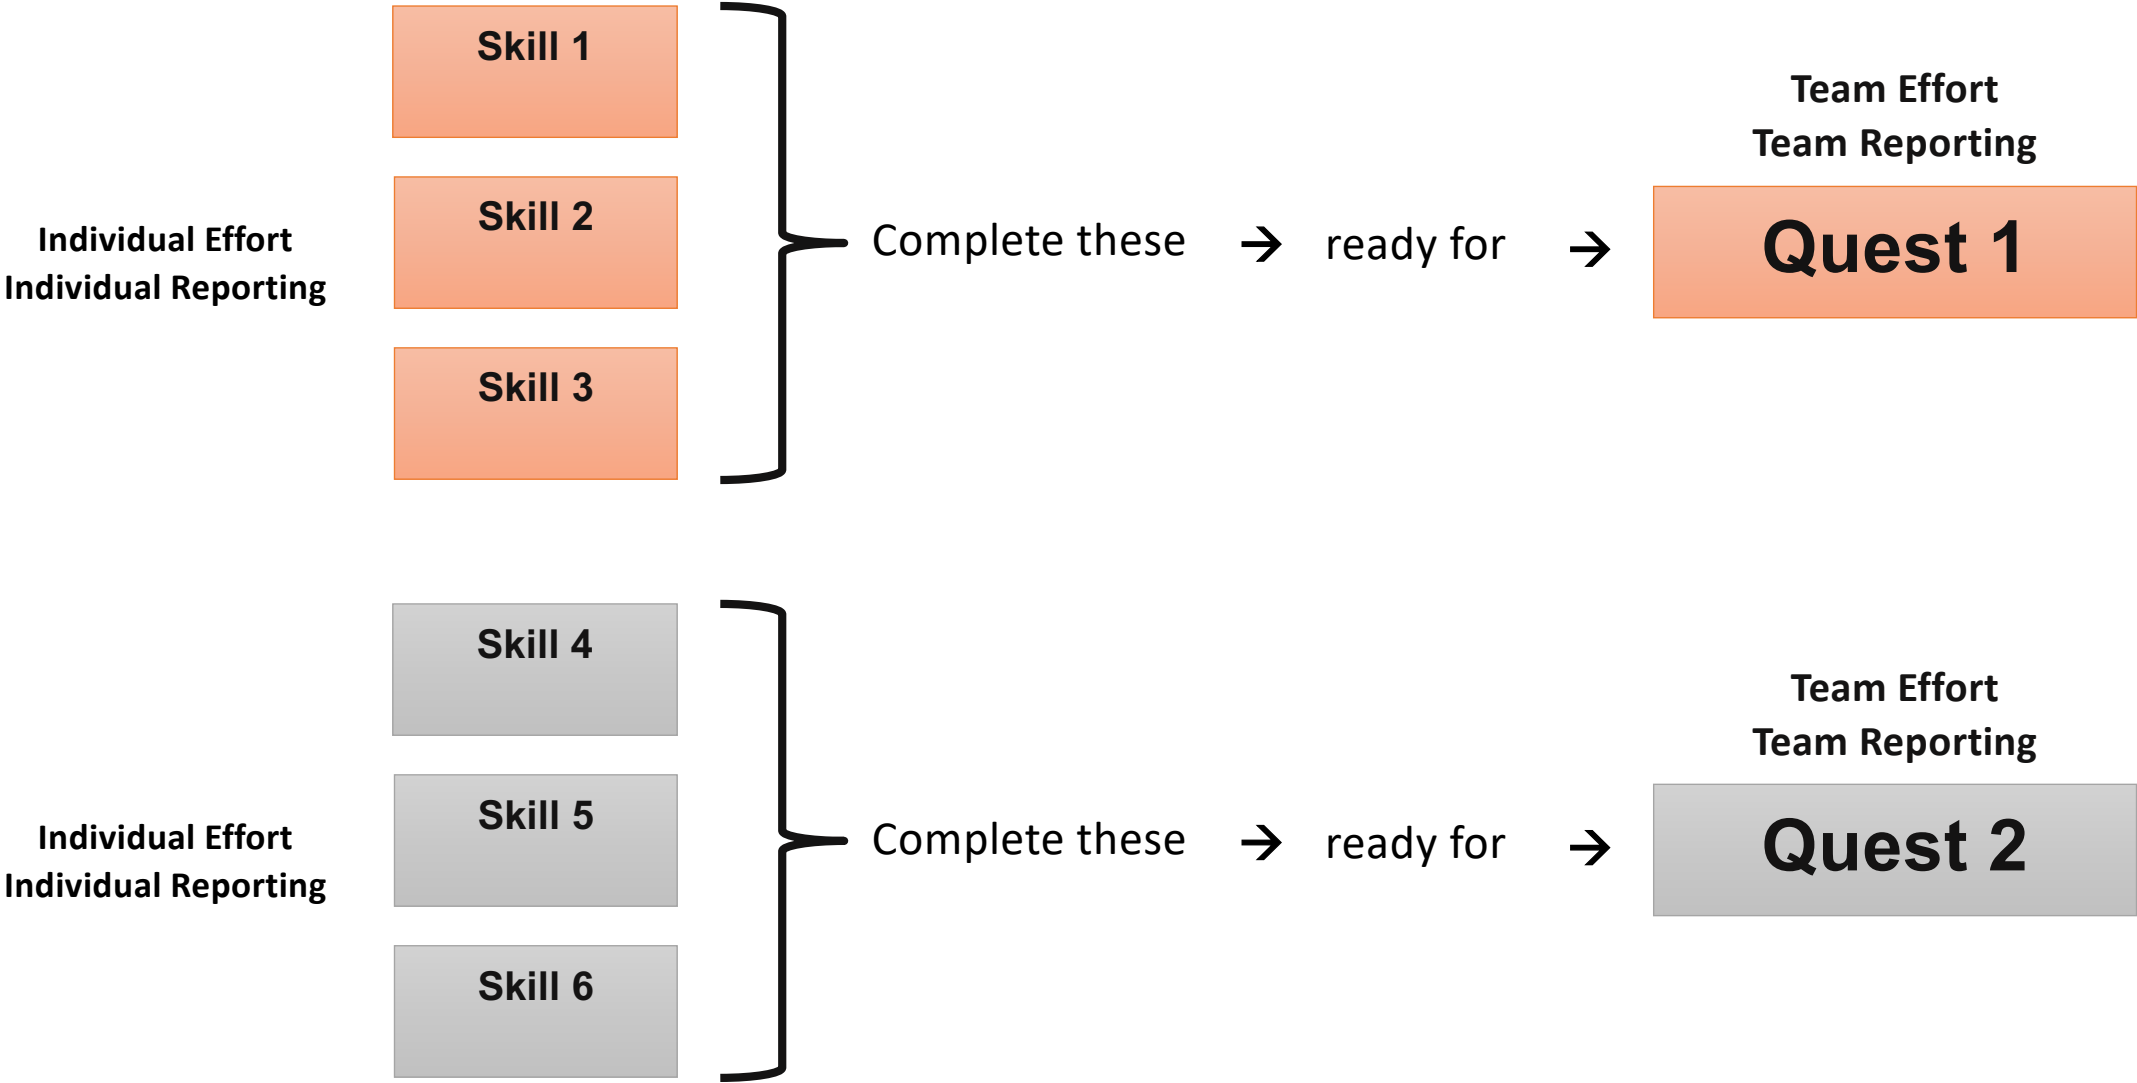 Skill 1
Skill 2
Skill 3
Individual Effort
Individual Reporting
Complete these → ready for →
Team Effort
Team Reporting
Quest 1
Skill 4
Skill 5
Skill 6
Individual Effort
Individual Reporting
Complete these → ready for →
Team Effort
Team Reporting
Quest 2